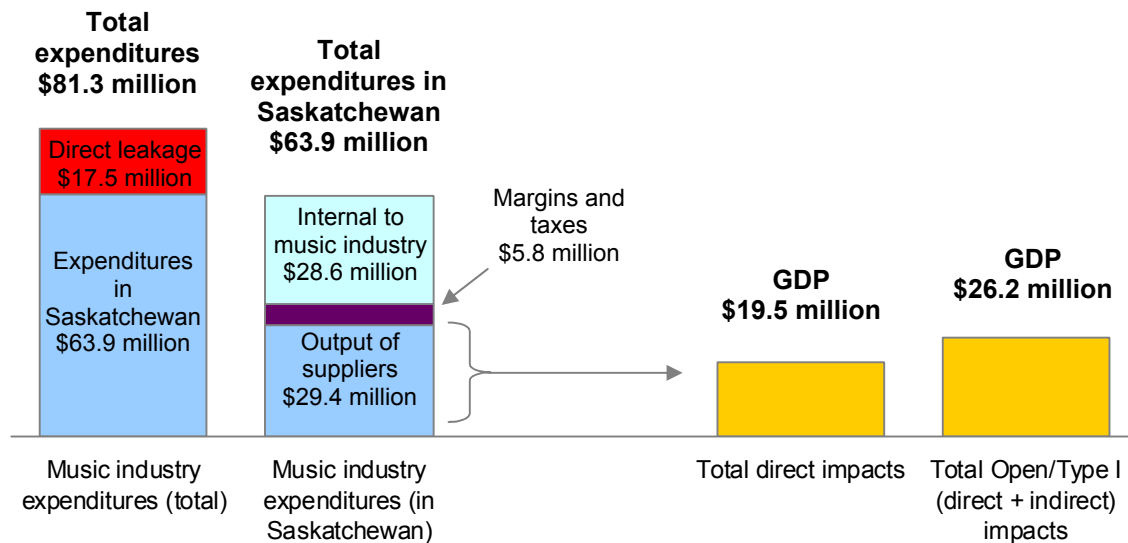 Total
expenditures
$81.3 million
Direct leakage
$17.5 million
Expenditures
in
Saskatchewan
$63.9 million
Music industry
expenditures (total)
Total
expenditures in
Saskatchewan
$63.9 million
Internal to
music industry
$28.6 million
Margins and
taxes
$5.8 million
Output of
suppliers
$29.4 million
Music industry
expenditures (in
Saskatchewan)
GDP
$19.5 million
Total direct impacts
GDP
$26.2 million
Total Open/Type I
(direct + indirect)
impacts